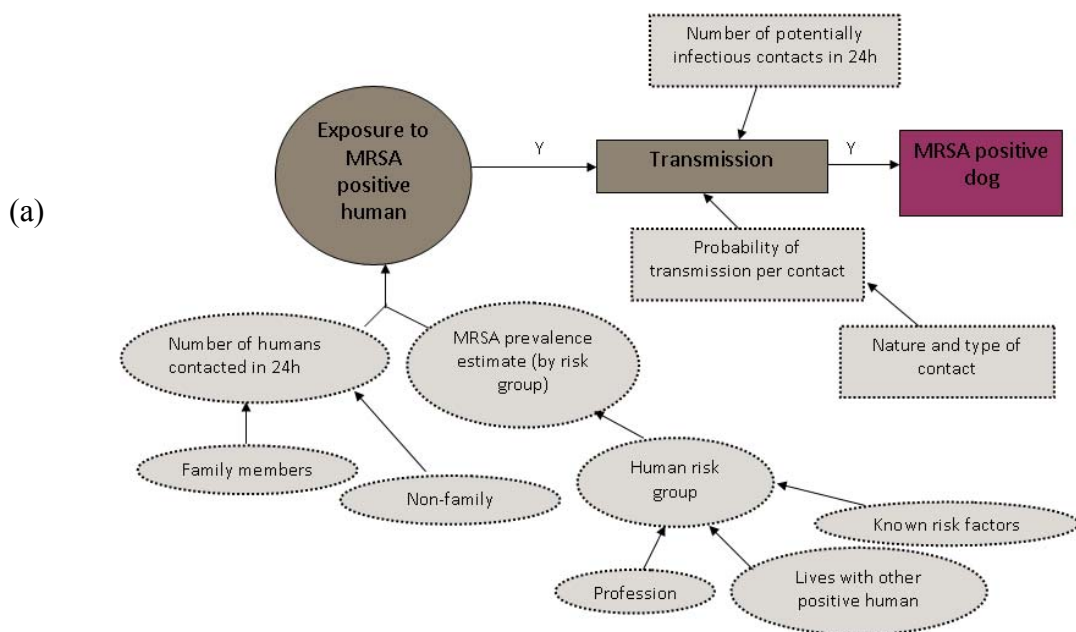 Number of potentially
infectious contacts in 24h
Exposure to
MRSA
positive
human
Y
Transmission
Y
MRSA positive
dog
(a)
Probability of
transmission per contact
Number of humans
contacted in 24h
MRSA prevalence
estimate (by risk
group)
Nature and type of
contact
Family members
Non-family
Human risk
group
Known risk factors
Profession
Lives with other
positive human